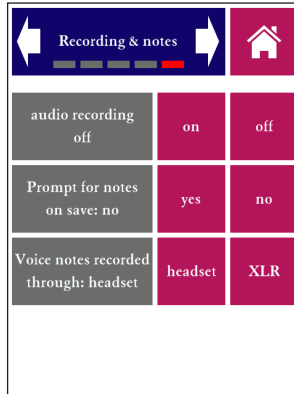 Recording & notes
audio recording
off
on
off
Prompt for notes
on save: no
yes
no
Voice notes recorded
through: headset
headset
XLR